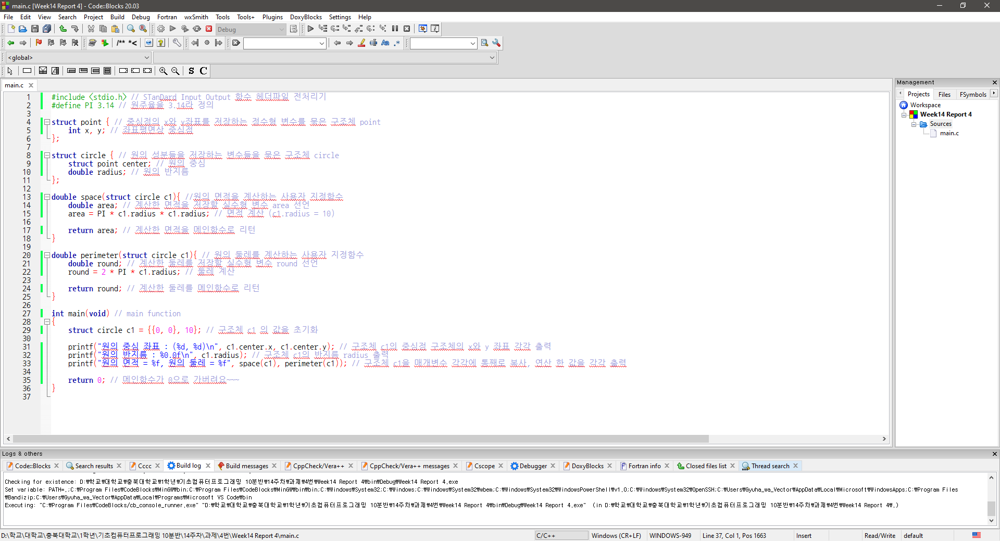 main.c [Week14 Report 4] - Code::Blocks 20.03
File Edit View Search Project Build Debug Fortran wxSmith Tools Tools+ Plugins DoxyBlocks Settings Help
Debug
/** *<
Aa .*
<global>
S C
main.c
Management
Projects Files FSymbols
Workspace
Week14 Report 4
Sources
main.c
1 #include <stdio.h> // STanDard Input Output 함수 헤더파일 전처리기
2 #define PI 3.14 // 원주율을 3.14라 정의
3
4 struct point { // 중심점의 x와 y좌표를 저장하는 정수형 변수를 묶은 구조체 point
5 int x, y; // 좌표평면상 중심점
6 };
7
8 struct circle { // 원의 성분들을 저장하는 변수들을 묶은 구조체 circle
9 struct point center; // 원의 중심
10 double radius; // 원의 반지름
11 };
12
13 double space(struct circle c1){ //원의 면적을 계산하는 사용자 지정함수
14 double area; // 계산한 면적을 저장할 실수형 변수 area 선언
15 area = PI * c1.radius * c1.radius; // 면적 계산 (c1.radius = 10)
16
17 return area; // 계산한 면적을 메인함수로 리턴
18 }
19
20 double perimeter(struct circle c1){ // 원의 둘레를 계산하는 사용자 지정함수
21 double round; // 계산한 둘레를 저장할 실수형 변수 round 선언
22 round = 2 * PI * c1.radius; // 둘레 계산
23
24 return round; // 계산한 둘레를 메인함수로 리턴
25 }
26
27 int main(void) // main function
28 {
29 struct circle c1 = {{0, 0}, 10}; // 구조체 c1 의 값을 초기화
30
31 printf("원의 중심 좌표 : (%d, %d)\n", c1.center.x, c1.center.y); // 구조체 c1의 중심점 구조체의 x와 y 좌표 각각 출력
32 printf("원의 반지름 : %0.0f\n", c1.radius); // 구조체 c1의 반지름 radius 출력
33 printf("원의 면적 = %f, 원의 둘레 = %f", space(c1), perimeter(c1)); // 구조체 c1을 매개변수 각각에 통째로 복사, 연산 한 값을 각각 출력
34
35 return 0; // 메인함수가 0으로 가버려요~~~
36 }
37
Logs & others
Code::Blocks Search results Cccc Build log Build messages CppCheck/Vera++ CppCheck/Vera++ messages Cscope Debugger DoxyBlocks Fortran info Closed files list Thread search
Checking for existence: D:₩학교₩대학교₩충북대학교₩1학년₩기초컴퓨터프로그래밍 10분반₩14주차₩과제₩4번₩Week14 Report 4₩bin₩Debug₩Week14 Report 4.exe
Set variable: PATH=.;C:₩Program Files₩CodeBlocks₩MinGW₩bin;C:₩Program Files₩CodeBlocks₩MinGW₩bin₩bin;C:₩Windows₩System32;C:₩Windows;C:₩Windows₩System32₩wbem;C:₩Windows₩System32₩WindowsPowerShell₩v1.0;C:₩Windows₩System32₩OpenSSH;C:₩Users₩Gyuha_wa_Vector₩AppData₩Local₩Microsoft₩WindowsApps;C:₩Program Files
₩Bandizip;C:₩Users₩Gyuha_wa_Vector₩AppData₩Local₩Programs₩Microsoft VS Code₩bin
Executing: "C:₩Program Files₩CodeBlocks/cb_console_runner.exe" "D:₩학교₩대학교₩충북대학교₩1학년₩기초컴퓨터프로그래밍 10분반₩14주차₩과제₩4번₩Week14 Report 4₩bin₩Debug₩Week14 Report 4.exe" (in D:₩학교₩대학교₩충북대학교₩1학년₩기초컴퓨터프로그래밍 10분반₩14주차₩과제₩4번₩Week14 Report 4₩.)
D:\학교\대학교\충북대학교\1학년\기초컴퓨터프로그래밍 10분반\14주차\과제\4번\Week14 Report 4\main.c
C/C++ Windows (CR+LF) WINDOWS-949 Line 37, Col 1, Pos 1663 Insert Read/Write default